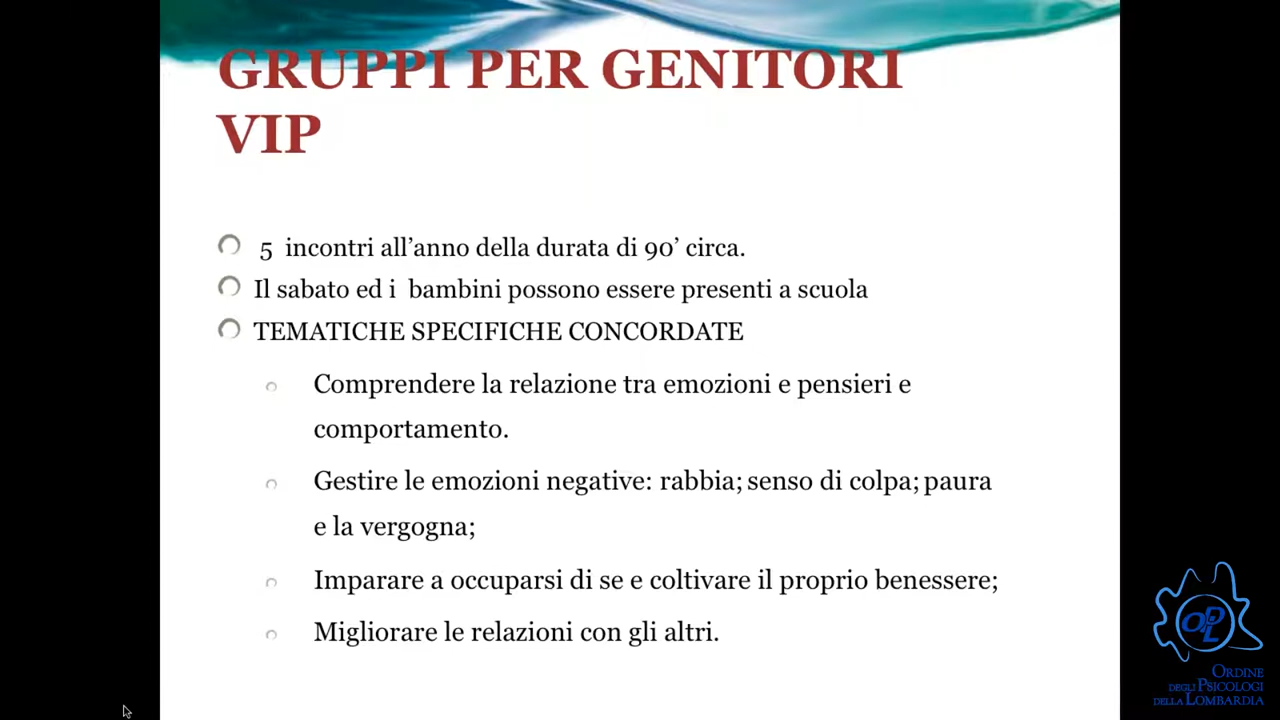 GRUPPI PER GENITORI
VIP
5 incontri all’anno della durata di 90’ circa.
Il sabato ed i bambini possono essere presenti a scuola
TEMATICHE SPECIFICHE CONCORDATE
Comprendere la relazione tra emozioni e pensieri e
comportamento.
Gestire le emozioni negative: rabbia; senso di colpa; paura
e la vergogna;
Imparare a occuparsi di se e coltivare il proprio benessere;
Migliorare le relazioni con gli altri.
OPL
ORDINE
DEGLI PSICOLOGI
DELLA LOMBARDIA